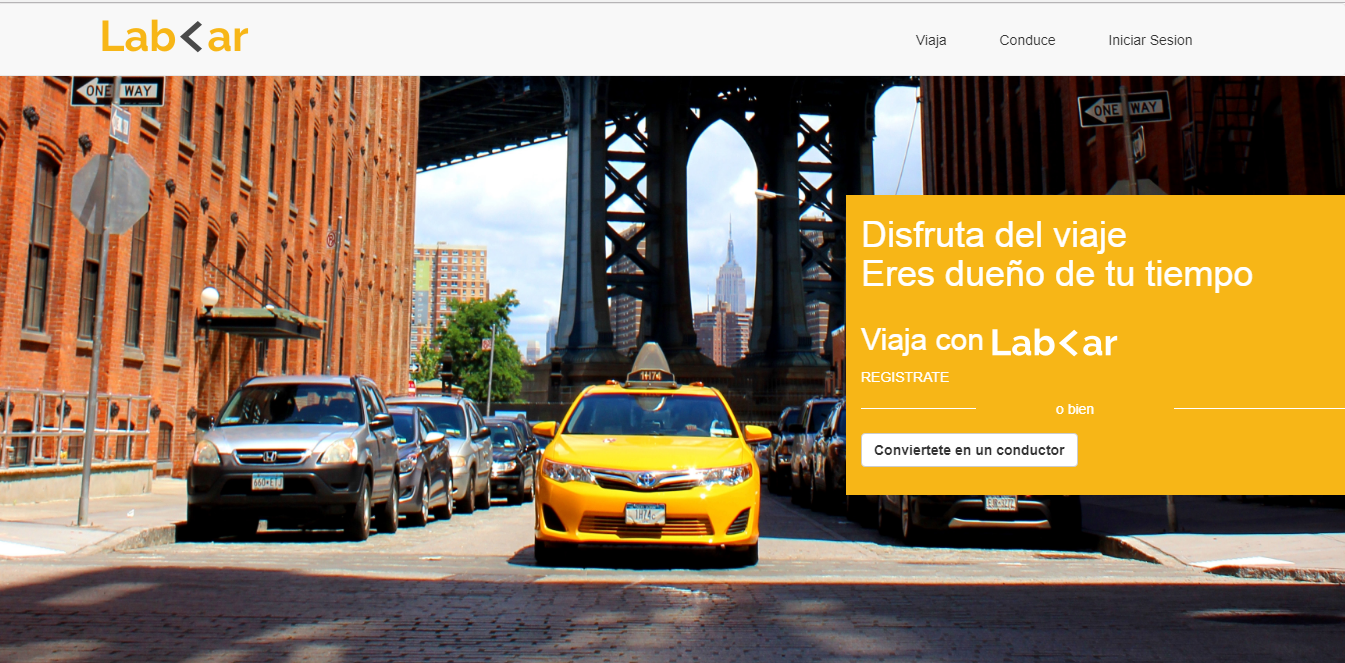 Lab<ar
Viaja
Conduce
Iniciar Sesion
ONE WAY
ONE WAY
Disfruta del viaje
Eres dueño de tu tiempo
Viaja con Lab<ar
REGISTRATE
o bien
Conviertete en un conductor
1H74